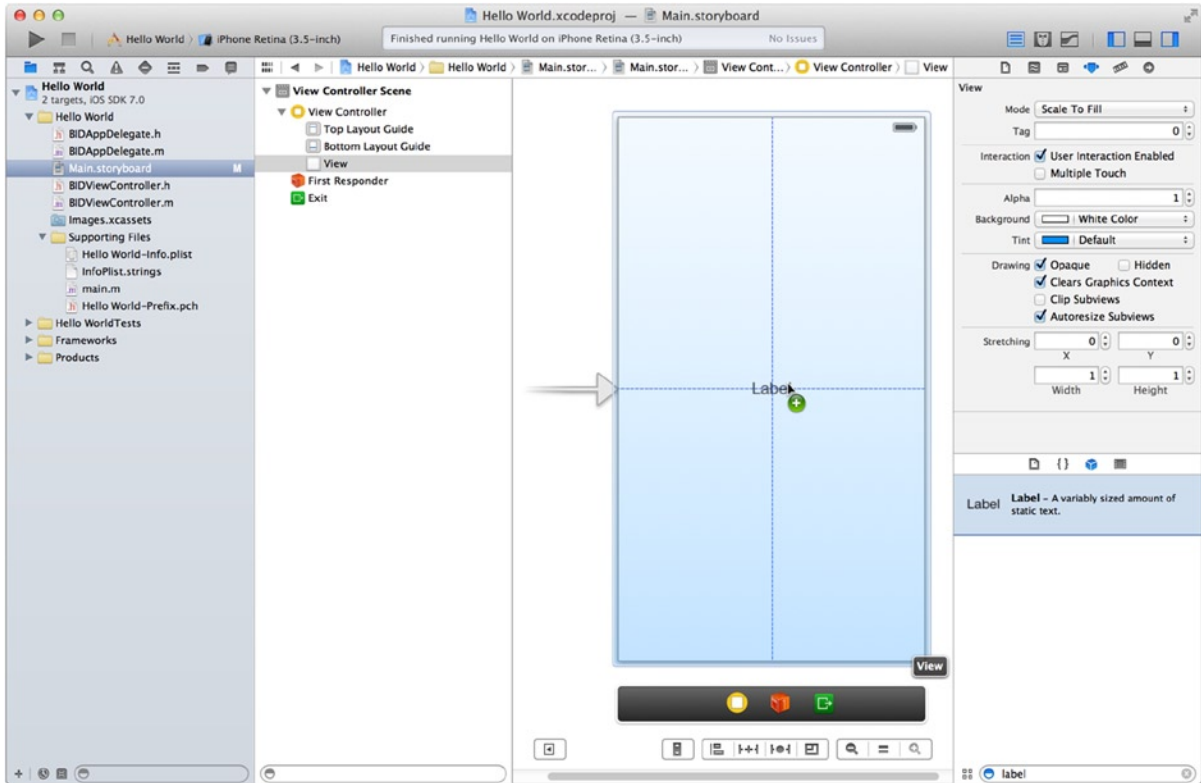 Hello World.xcodeproj — Main.storyboard
Hello World
iPhone Retina (3.5-inch)
Finished running Hello World on iPhone Retina (3.5-inch)
No Issues
Hello World
Hello World
Main.stor...
Main.stor...
View Cont...
View Controller
View
Hello World
2 targets, iOS SDK 7.0
Hello World
BIDAppDelegate.h
BIDAppDelegate.m
Main.storyboard M
BIDViewController.h
BIDViewController.m
Images.xcassets
Supporting Files
Hello World-Info.plist
InfoPlist.strings
main.m
Hello World-Prefix.pch
Hello WorldTests
Frameworks
Products
View Controller Scene
View Controller
Top Layout Guide
Bottom Layout Guide
View
First Responder
Exit
Label
View
View
Mode Scale To Fill
Tag 0
Interaction User Interaction Enabled
Multiple Touch
Alpha 1
Background White Color
Tint Default
Drawing Opaque Hidden
Clears Graphics Context
Clip Subviews
Autoresize Subviews
Stretching 0 0
X Y
1 1
Width Height
Label
Label – A variably sized amount of
static text.
label